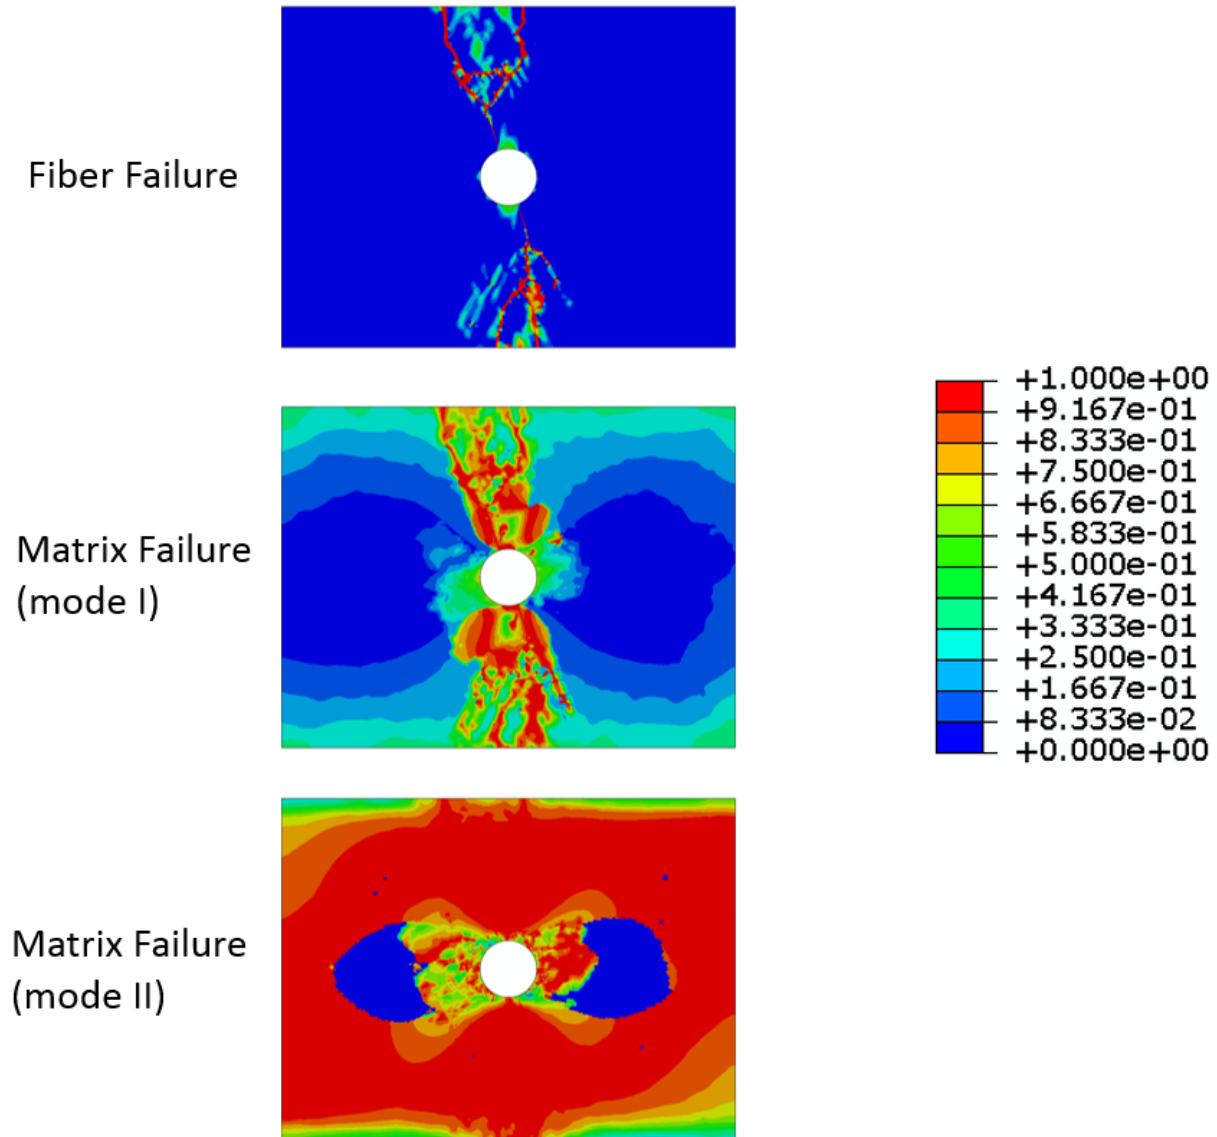 Fiber Failure
Matrix Failure
(mode I)
Matrix Failure
(mode II)
+1.000e+00
+9.167e-01
+8.333e-01
+7.500e-01
+6.667e-01
+5.833e-01
+5.000e-01
+4.167e-01
+3.333e-01
+2.500e-01
+1.667e-01
+8.333e-02
+0.000e+00